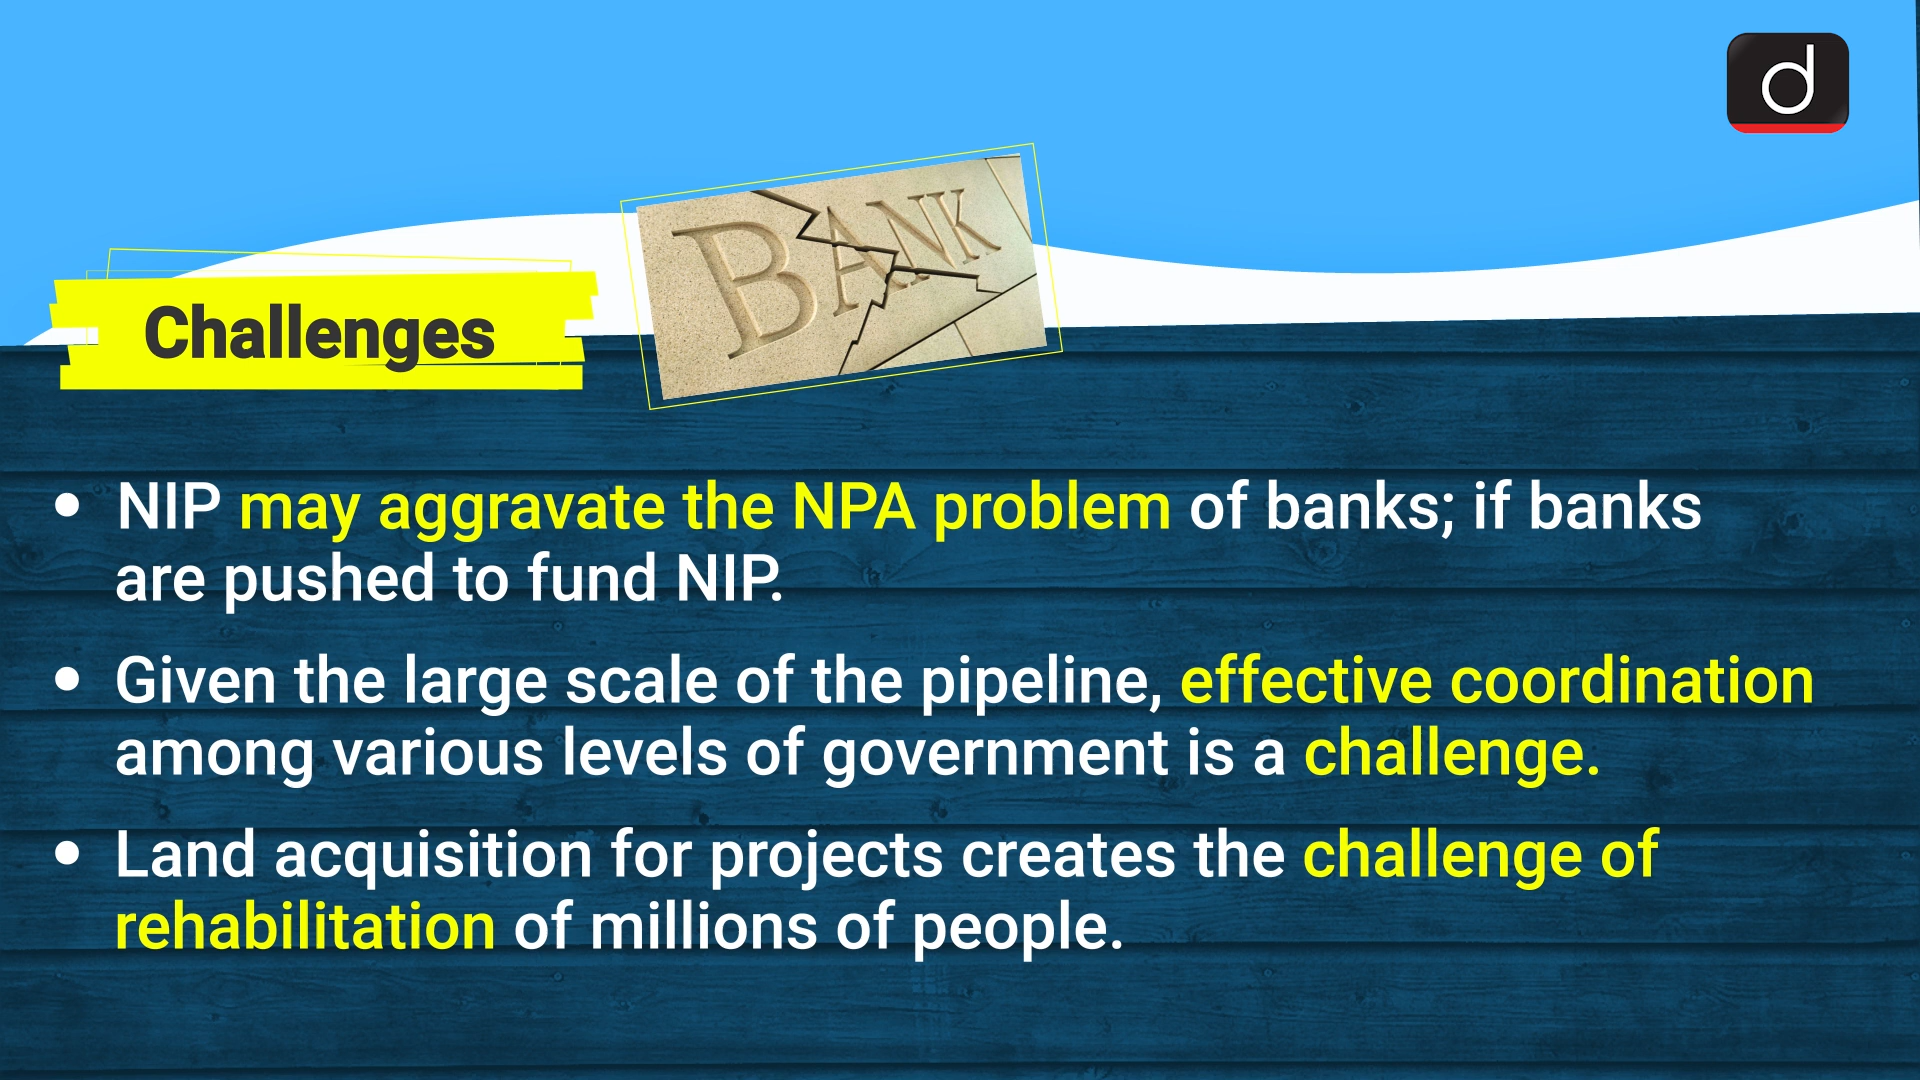 d
BANK
Challenges
• NIP may aggravate the NPA problem of banks; if banks
are pushed to fund NIP.
• Given the large scale of the pipeline, effective coordination
among various levels of government is a challenge.
• Land acquisition for projects creates the challenge of
rehabilitation of millions of people.